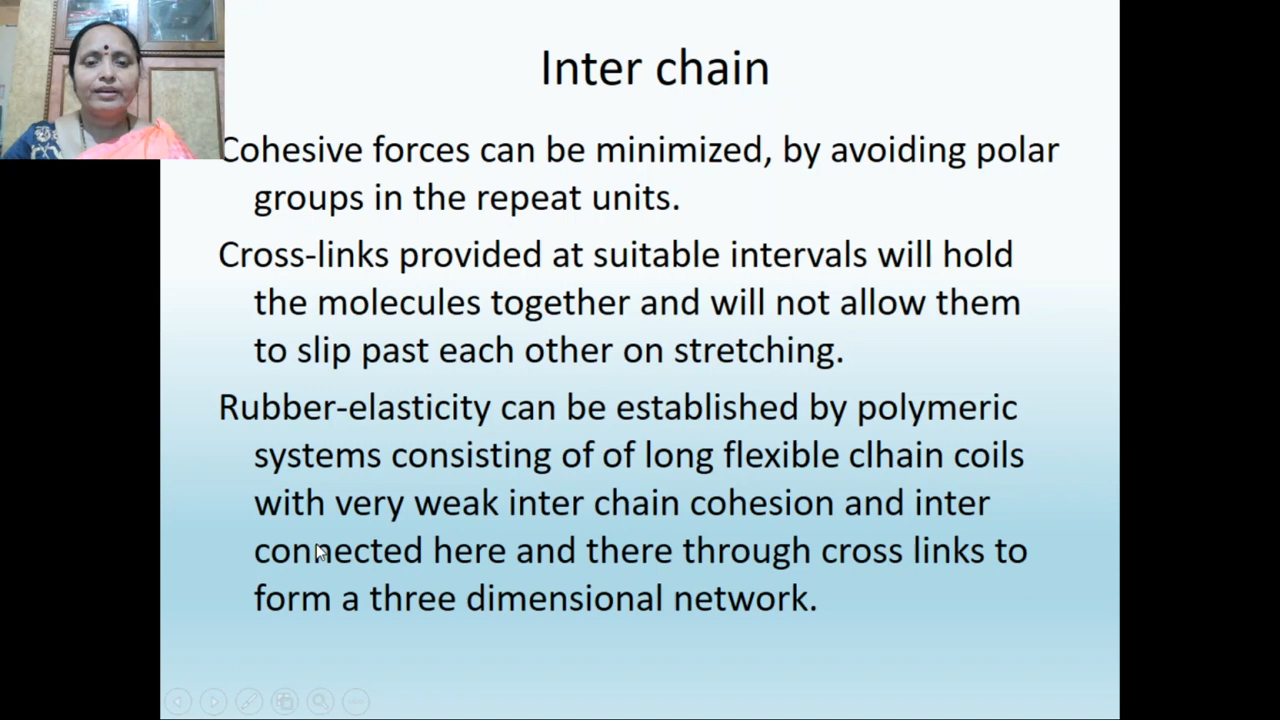 Inter chain
Cohesive forces can be minimized, by avoiding polar
groups in the repeat units.
Cross-links provided at suitable intervals will hold
the molecules together and will not allow them
to slip past each other on stretching.
Rubber-elasticity can be established by polymeric
systems consisting of of long flexible clhain coils
with very weak inter chain cohesion and inter
connected here and there through cross links to
form a three dimensional network.